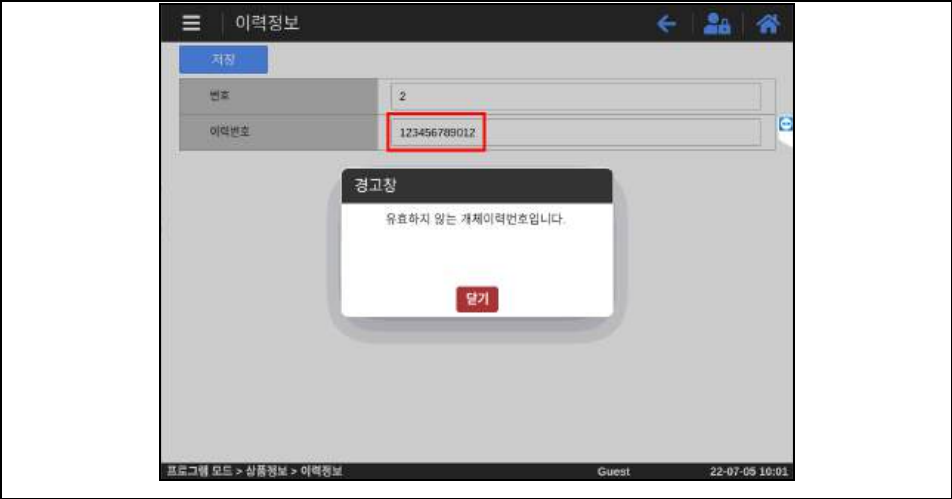 이력정보
저장
번호 2
이력번호 123456789012
경고창
유효하지 않는 개체이력번호입니다.
닫기
프로그램 모드 > 상품정보 > 이력정보 Guest 22-07-05 10:01